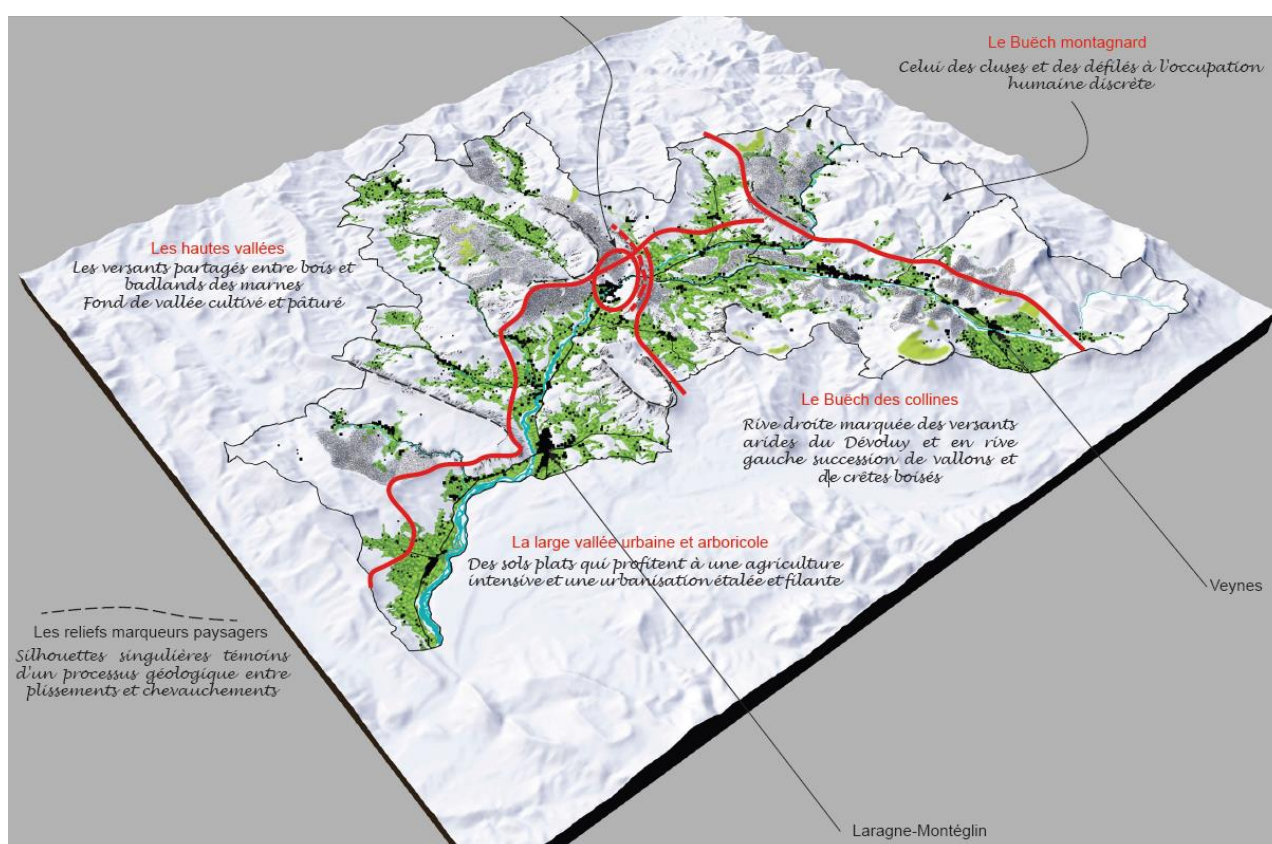 Le Buëch montagnard
Celui des cluses et des défilés à l'occupation
humaine discrète
Les hautes vallées
Les versants partagés entre bois et
badlands des marnes
Fond de vallée cultivé et pâturé
Le Buëch des collines
Rive droite marquée des versants
arides du Dévoluy et en rive
gauche succession de vallons et
de crêtes boisés
La large vallée urbaine et arboricole
Des sols plats qui profitent à une agriculture
intensive et une urbanisation étalée et filante
Veynes
Les reliefs marqueurs paysagers
Silhouettes singulières témoins
d'un processus géologique entre
plissements et chevauchements
Laragne-Montéglin